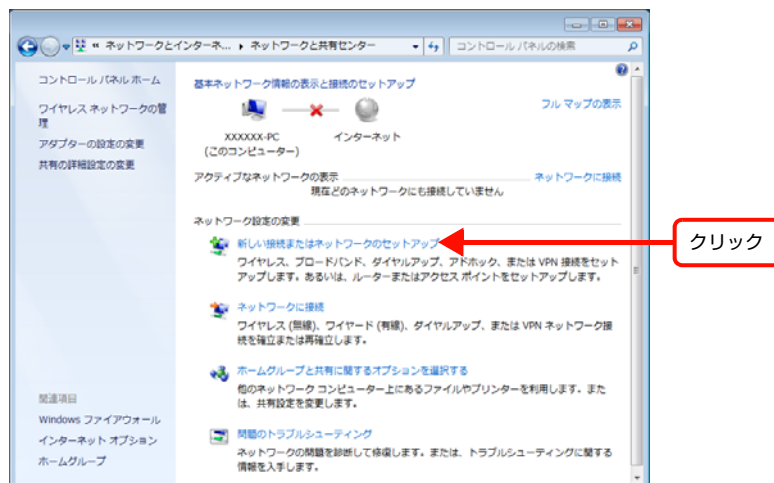 « ネットワークとインターネ... ▸ ネットワークと共有センター
コントロール パネルの検索
コントロール パネル ホーム
ワイヤレス ネットワークの管
理
アダプターの設定の変更
共有の詳細設定の変更
基本ネットワーク情報の表示と接続のセットアップ
フル マップの表示
XXXXXX-PC
(このコンピューター)
インターネット
アクティブなネットワークの表示
ネットワークに接続
現在どのネットワークにも接続していません
ネットワーク設定の変更
新しい接続またはネットワークのセットアップ
クリック
ワイヤレス、ブロードバンド、ダイヤルアップ、アドホック、または VPN 接続をセット
アップします。あるいは、ルーターまたはアクセス ポイントをセットアップします。
ネットワークに接続
ワイヤレス (無線)、ワイヤード (有線)、ダイヤルアップ、または VPN ネットワーク接
続を確立または再確立します。
ホームグループと共有に関するオプションを選択する
他のネットワーク コンピューター上にあるファイルやプリンターを利用します。また
は、共有設定を変更します。
問題のトラブルシューティング
ネットワークの問題を診断して修復します。または、トラブルシューティングに関する
情報を入手します。
関連項目
Windows ファイアウォール
インターネット オプション
ホームグループ